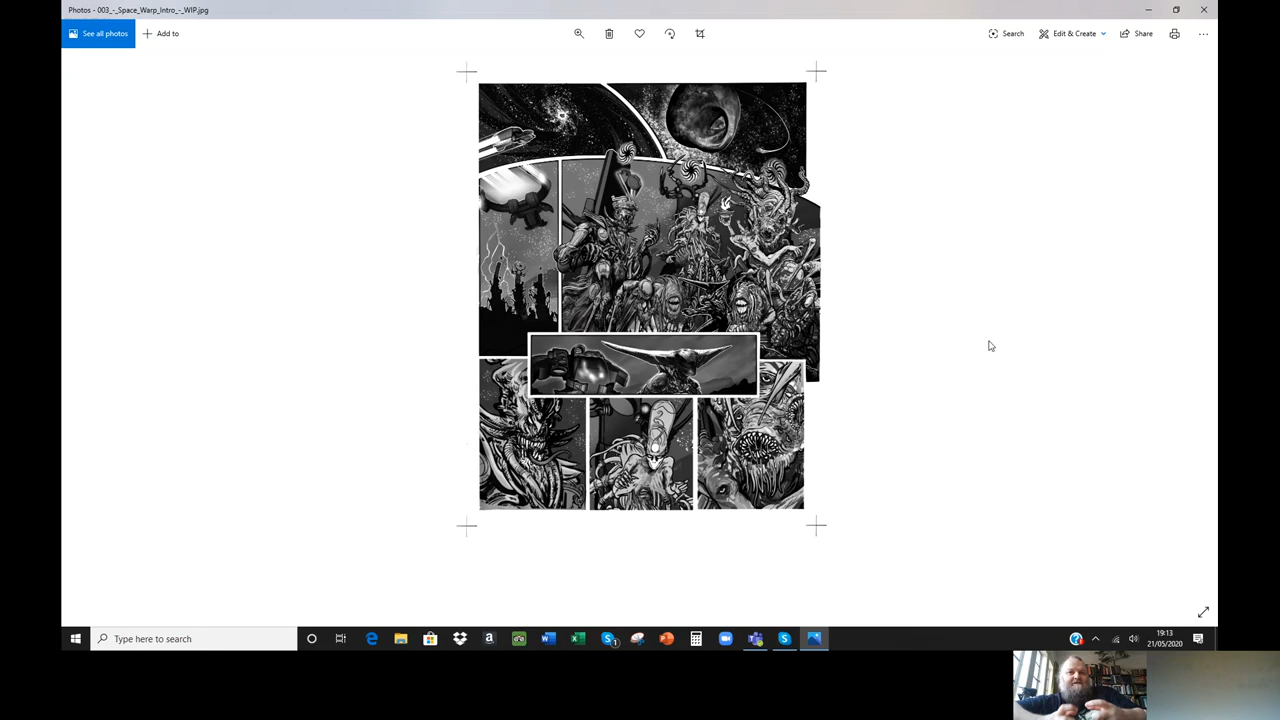 Photos - 003_-_Space_Warp_Intro_-_WIP.jpg
See all photos
Add to
Search
Edit & Create
Share
Type here to search
19:13
21/05/2020